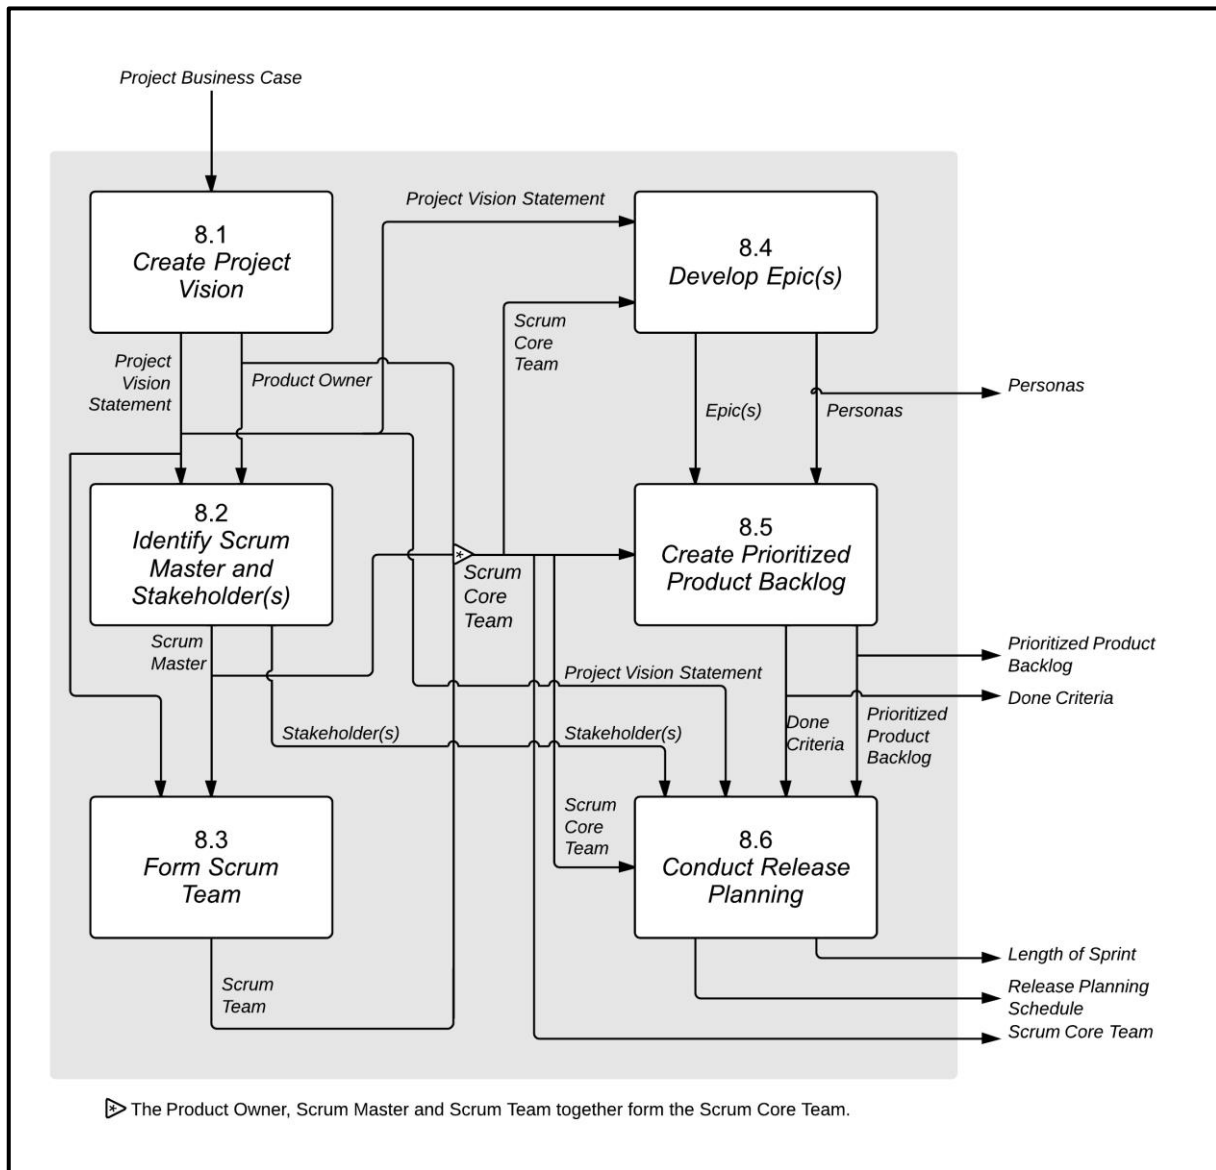 Project Business Case
8.1
Create Project
Vision
Project Vision Statement
8.4
Develop Epic(s)
Scrum
Core
Team
Project
Vision
Statement
Product Owner
Epic(s)
Personas
Personas
8.2
Identify Scrum
Master and
Stakeholder(s)
*
Scrum
Core
Team
8.5
Create Prioritized
Product Backlog
Scrum
Master
Project Vision Statement
Prioritized Product
Backlog
Done Criteria
Stakeholder(s)
Stakeholder(s)
Done
Criteria
Prioritized
Product
Backlog
8.3
Form Scrum
Team
Scrum
Core
Team
8.6
Conduct Release
Planning
Scrum
Team
Length of Sprint
Release Planning
Schedule
Scrum Core Team
* The Product Owner, Scrum Master and Scrum Team together form the Scrum Core Team.